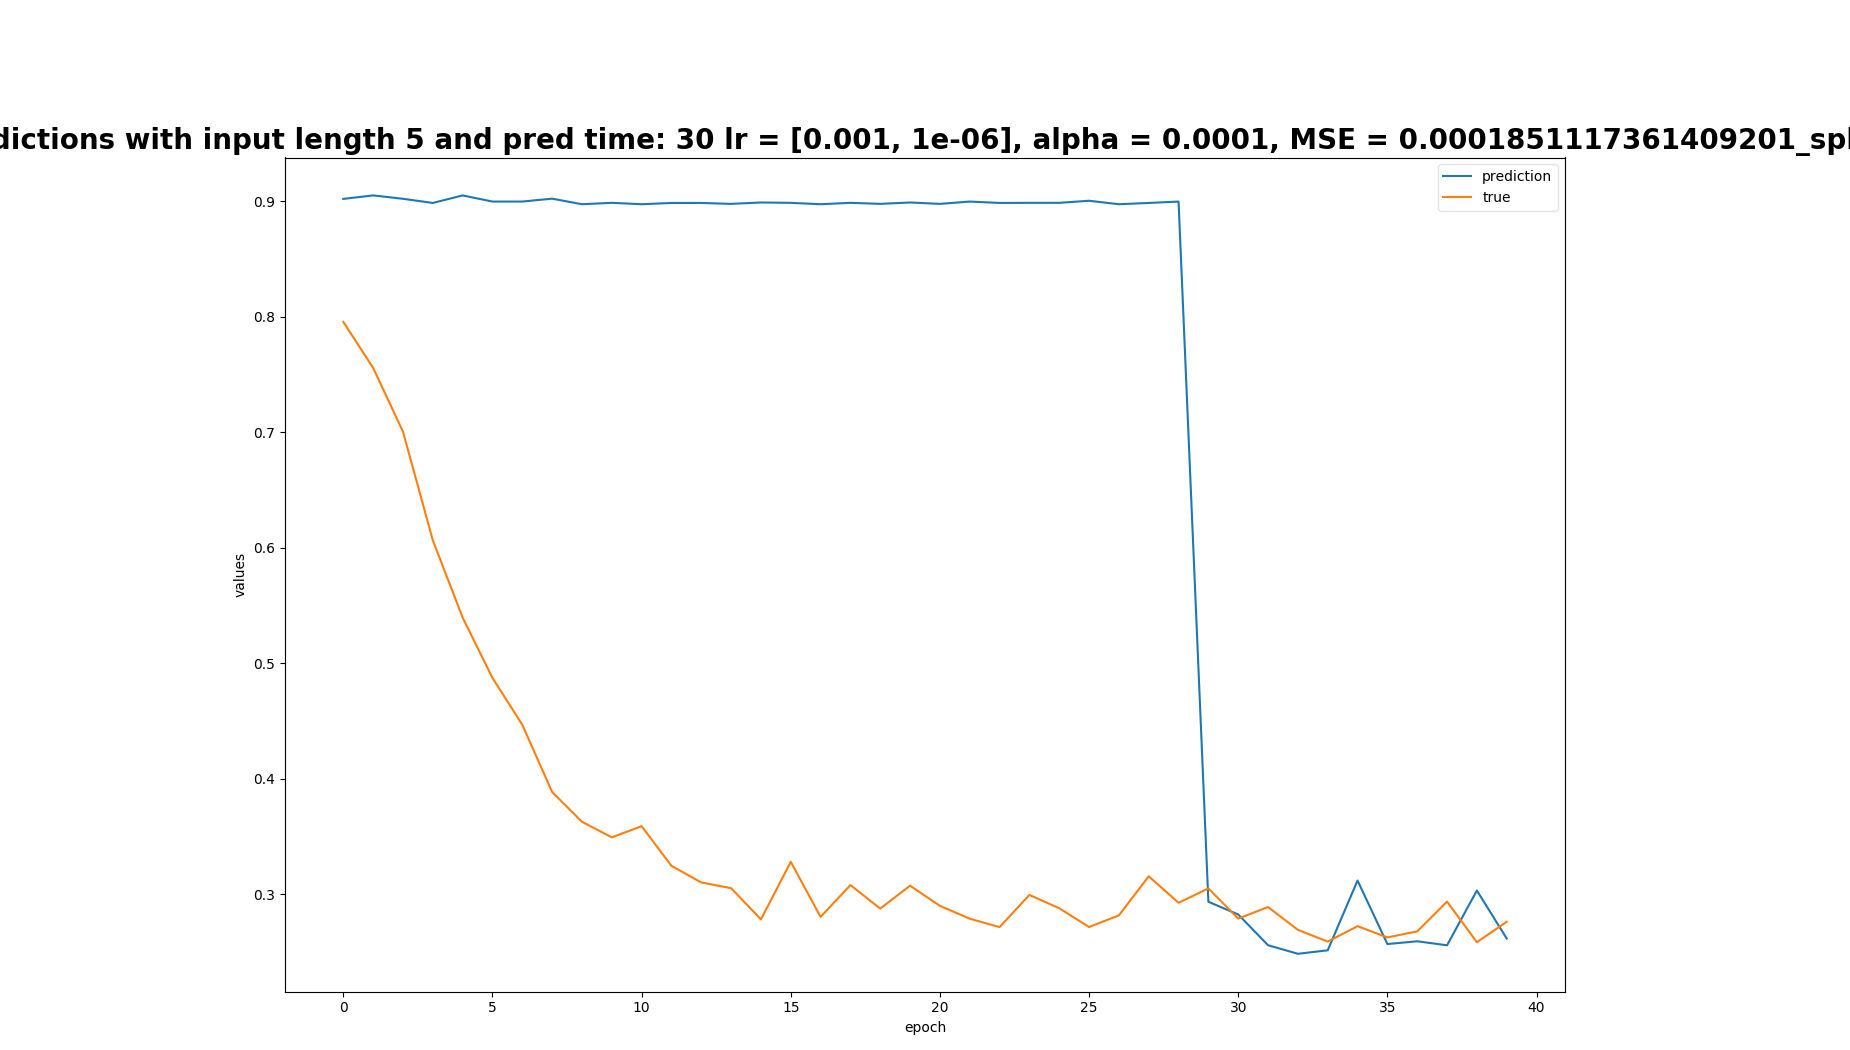 dictions with input length 5 and pred time: 30 lr = [0.001, 1e-06], alpha = 0.0001, MSE = 0.0001851117361409201_spl
prediction
true
0.9
0.8
0.7
0.6
0.5
0.4
0.3
values
0 5 10 15 20 25 30 35 40
epoch